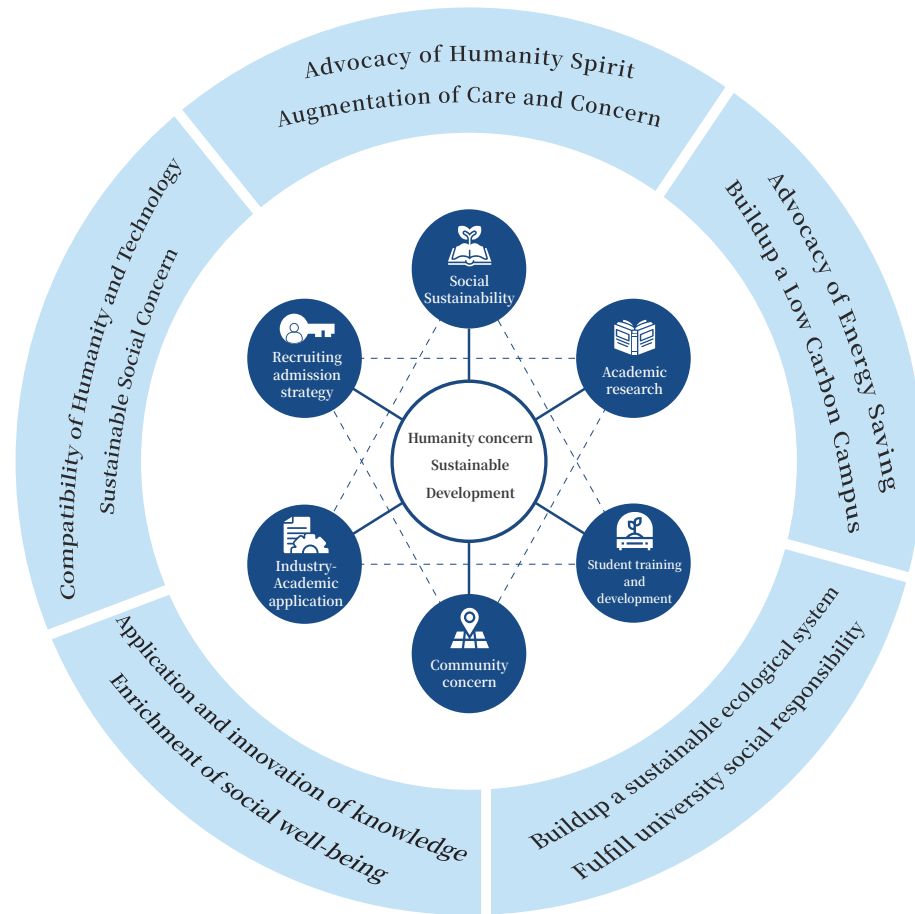 Advocacy of Humanity Spirit
Augmentation of Care and Concern
Advocacy of Energy Saving
Buildup a Low Carbon Campus
Buildup a sustainable ecological system
Fulfill university social responsibility
Application and innovation of knowledge
Enrichment of social well-being
Compatibility of Humanity and Technology
Sustainable Social Concern
Social
Sustainability
Academic
research
Student training
and
development
Community
concern
Industry-
Academic
application
Recruiting
admission
strategy
Humanity concern
Sustainable
Development